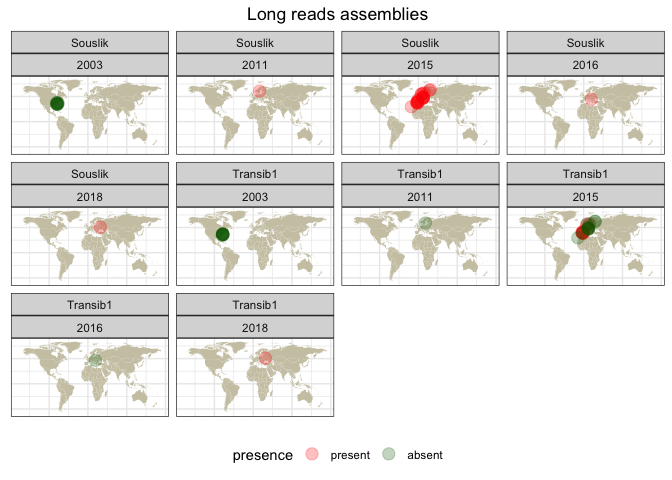 Long reads assemblies
Souslik Souslik Souslik Souslik
2003 2011 2015 2016
Souslik Transib1 Transib1 Transib1
2018 2003 2011 2015
Transib1 Transib1
2016 2018
presence present absent